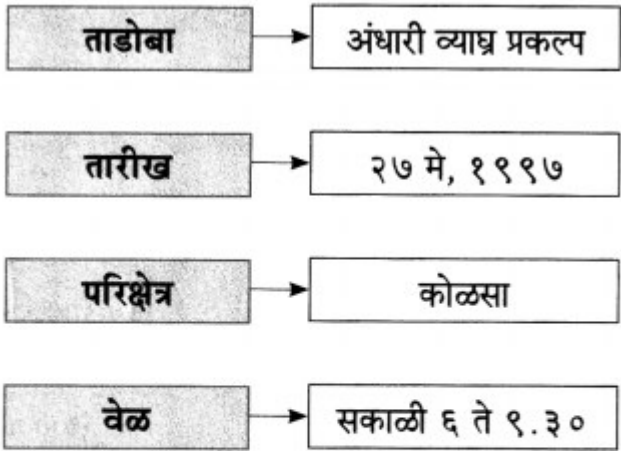 ताडोबा
अंधारी व्याघ्र प्रकल्प
तारीख
२७ मे, १९९७
परिक्षेत्र
कोळसा
वेळ
सकाळी ६ ते ९.३०